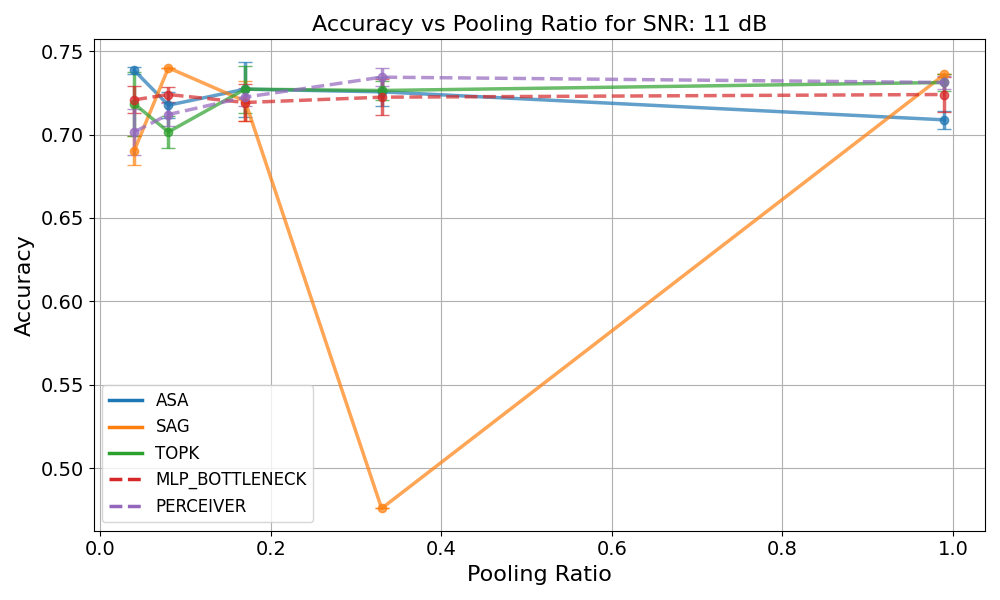 Accuracy vs Pooling Ratio for SNR: 11 dB
0.75
0.70
0.65
0.60
0.55
0.50
Accuracy
ASA
SAG
TOPK
MLP_BOTTLENECK
PERCEIVER
0.0 0.2 0.4 0.6 0.8 1.0
Pooling Ratio